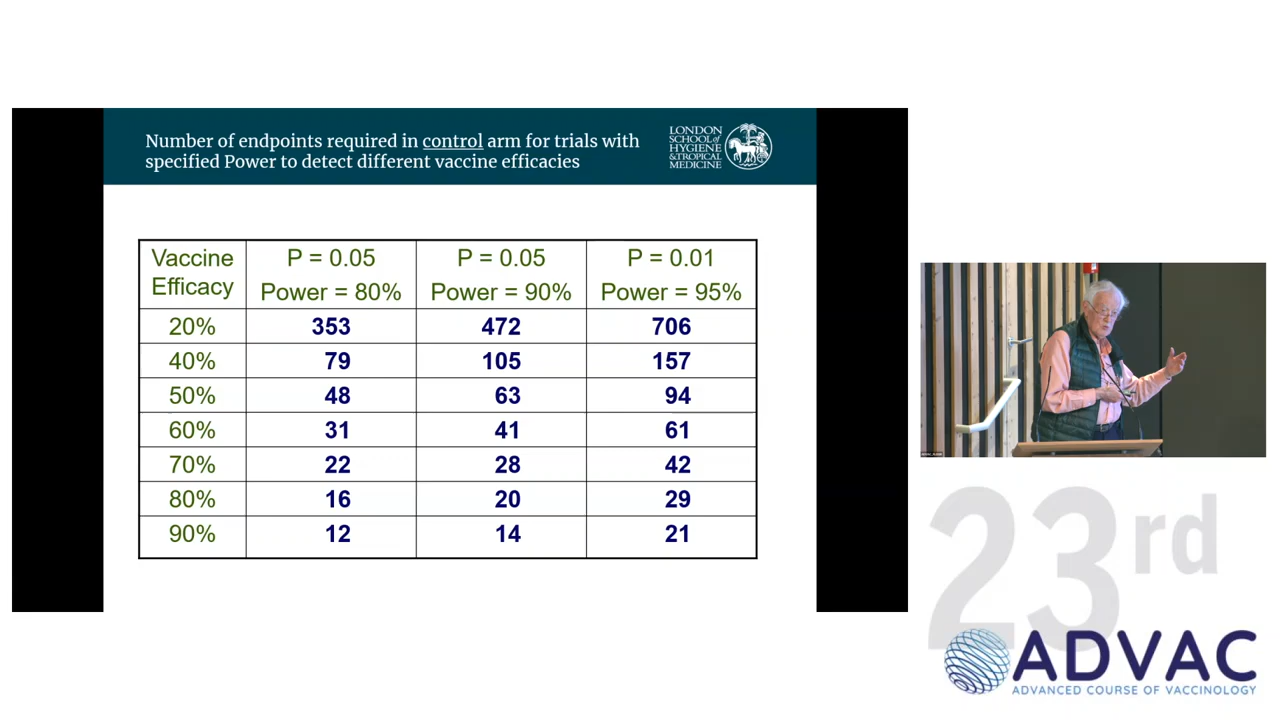 Number of endpoints required in control arm for trials with
specified Power to detect different vaccine efficacies
LONDON
SCHOOL of
HYGIENE
& TROPICAL
MEDICINE
Vaccine Efficacy P = 0.05 Power = 80% P = 0.05 Power = 90% P = 0.01 Power = 95%
20% 353 472 706
40% 79 105 157
50% 48 63 94
60% 31 41 61
70% 22 28 42
80% 16 20 29
90% 12 14 21
23rd
ADVAC
ADVANCED COURSE OF VACCINOLOGY